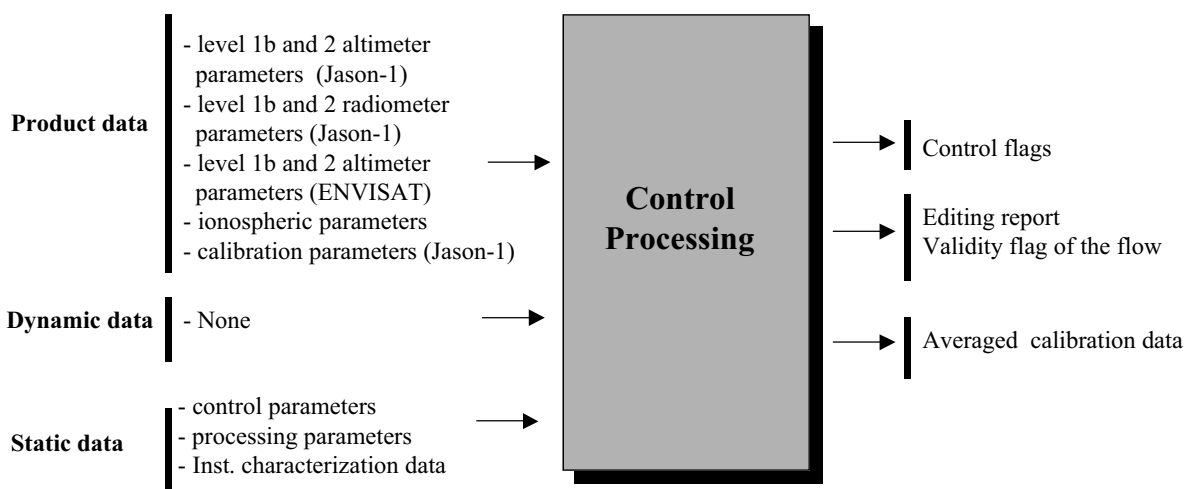 Product data
- level 1b and 2 altimeter
parameters (Jason-1)
- level 1b and 2 radiometer
parameters (Jason-1)
- level 1b and 2 altimeter
parameters (ENVISAT)
- ionospheric parameters
- calibration parameters (Jason-1)
Dynamic data
- None
Static data
- control parameters
- processing parameters
- Inst. characterization data
Control
Processing
Control flags
Editing report
Validity flag of the flow
Averaged calibration data